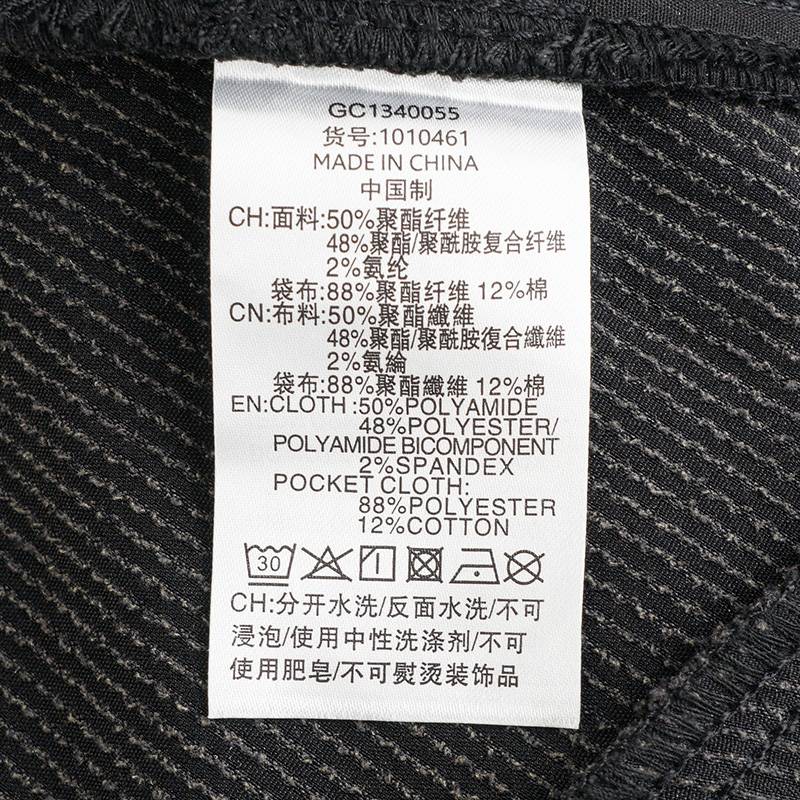 GC1340055
货号:1010461
MADE IN CHINA
中国制
CH:面料:50%聚酯纤维
48%聚酯/聚酰胺复合纤维
2%氨纶
袋布:88%聚酯纤维 12%棉
CN:布料:50%聚酯纖維
48%聚酯/聚酰胺復合纖維
2%氨綸
袋布:88%聚酯纖維 12%棉
EN:CLOTH:50%POLYAMIDE
48%POLYESTER/
POLYAMIDE BICOMPONENT
2%SPANDEX
POCKET CLOTH:
88%POLYESTER
12%COTTON
30
CH:分开水洗/反面水洗/不可
浸泡/使用中性洗涤剂/不可
使用肥皂/不可熨烫装饰品